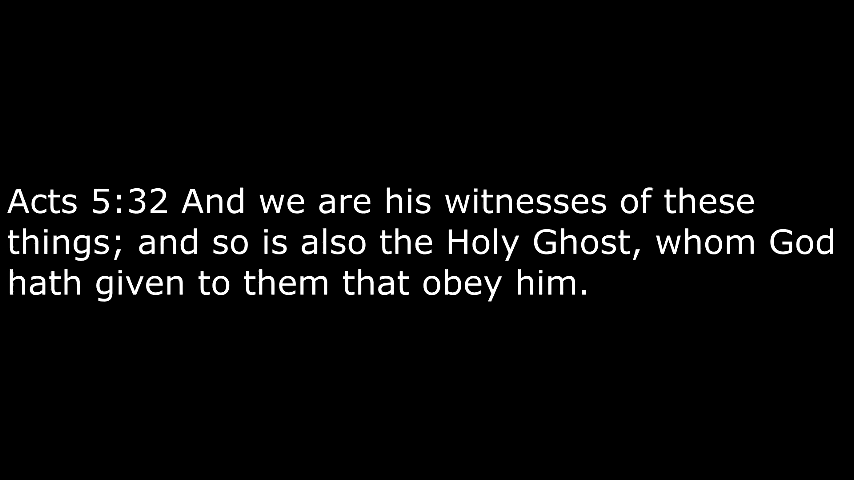 Acts 5:32 And we are his witnesses of these
things; and so is also the Holy Ghost, whom God
hath given to them that obey him.